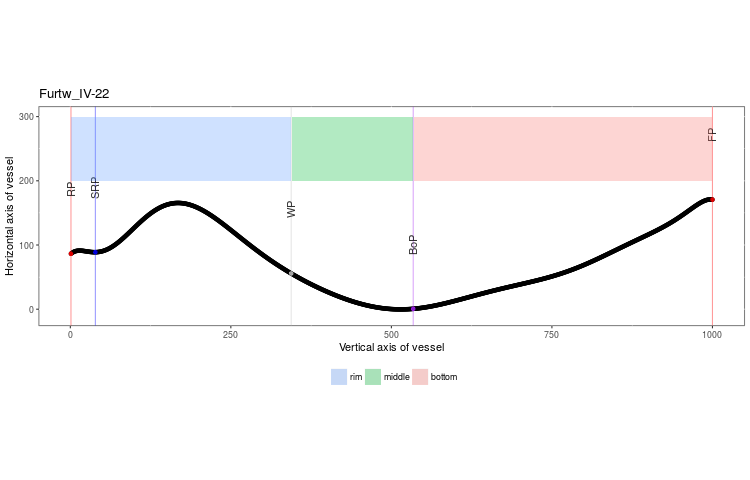 Furtw_IV-22
300
200
100
0
Horizontal axis of vessel
RP
SRP
WP
BoP
FP
0
250
500
750
1000
Vertical axis of vessel
rim
middle
bottom